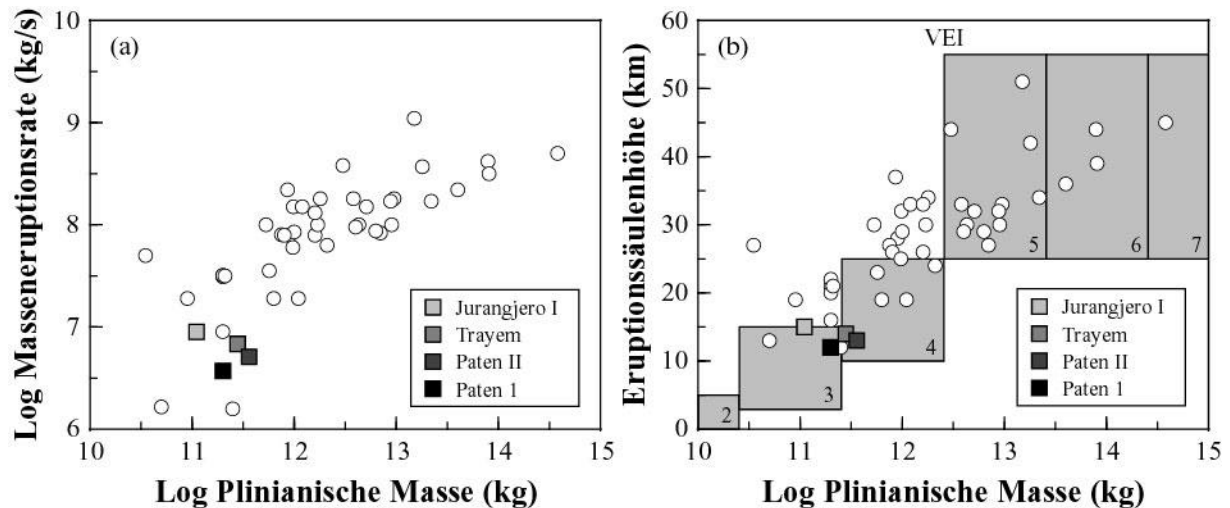 (a)
Log Masseneruptionsrate (kg/s)
10
9
8
7
6
10 11 12 13 14 15
Log Plinianische Masse (kg)
Jurangjero I
Trayem
Paten II
Paten 1
(b)
VEI
Eruptionssäulenhöhe (km)
60
50
40
30
20
10
0
2
3
4
5
6
7
10 11 12 13 14 15
Log Plinianische Masse (kg)
Jurangjero I
Trayem
Paten II
Paten 1